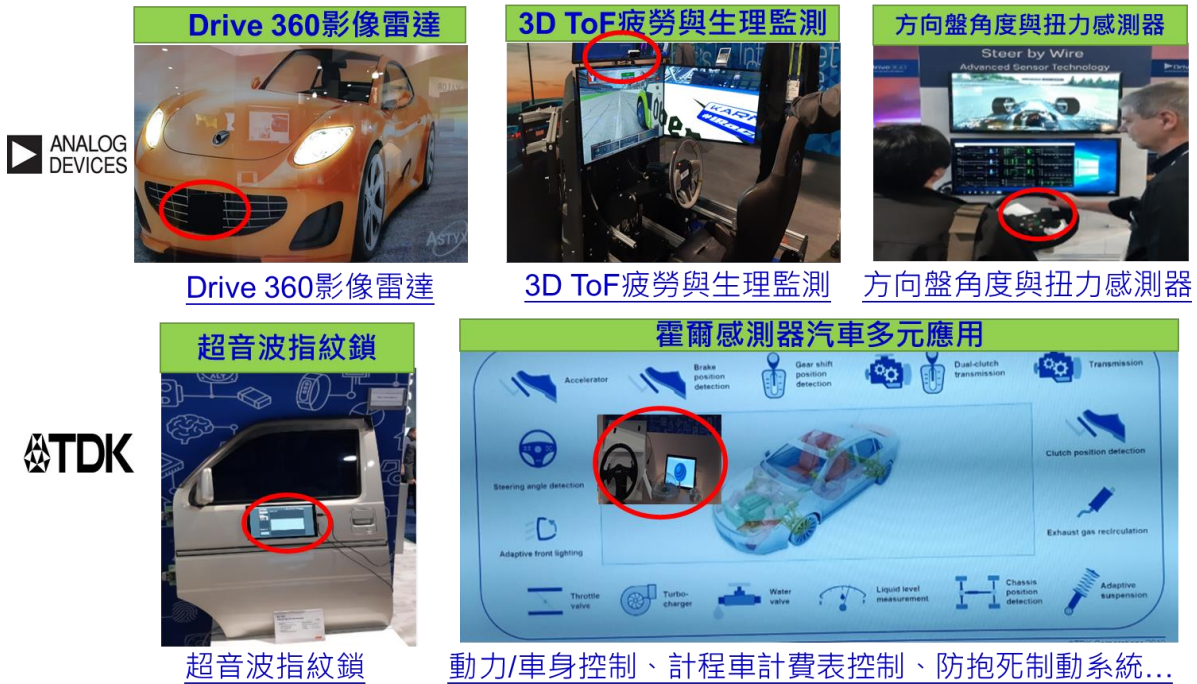 Drive 360影像雷達
3D ToF疲勞與生理監測
方向盤角度與扭力感測器
Steer by Wire
Advanced Sensor Technology
ANALOG
DEVICES
ASTYX
Drive 360影像雷達
3D ToF疲勞與生理監測
方向盤角度與扭力感測器
超音波指紋鎖
霍爾感測器汽車多元應用
Accelerator
Brake
position
detection
Gear shift
position
detection
Dual-clutch
transmission
Transmission
TDK
Steering angle detection
Clutch position detection
Adaptive front lighting
Exhaust gas recirculation
Throttle
valve
Turbo-
charger
Water
valve
Liquid level
measurement
Chassis
position
detection
Adaptive
suspension
超音波指紋鎖
動力/車身控制、計程車計費表控制、防抱死制動系統...